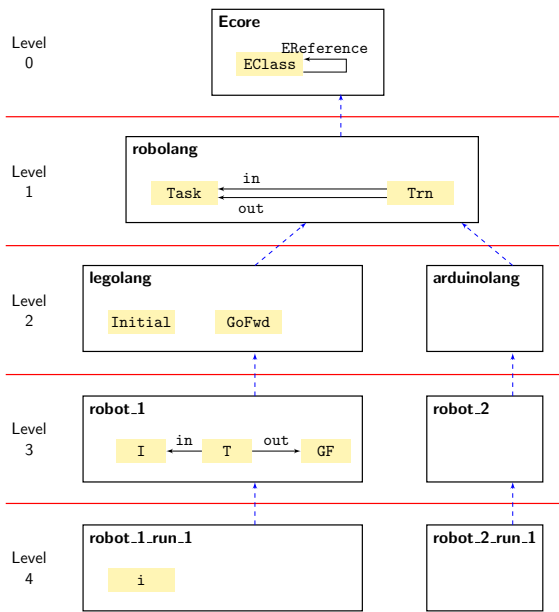 Ecore
Level
0
EReference
EClass
robolang
Level
1
in
Task
Trn
out
legolang
arduinolang
Level
2
Initial
GoFwd
robot_1
robot_2
Level
3
in
out
I
T
GF
robot_1_run_1
robot_2_run_1
Level
4
i